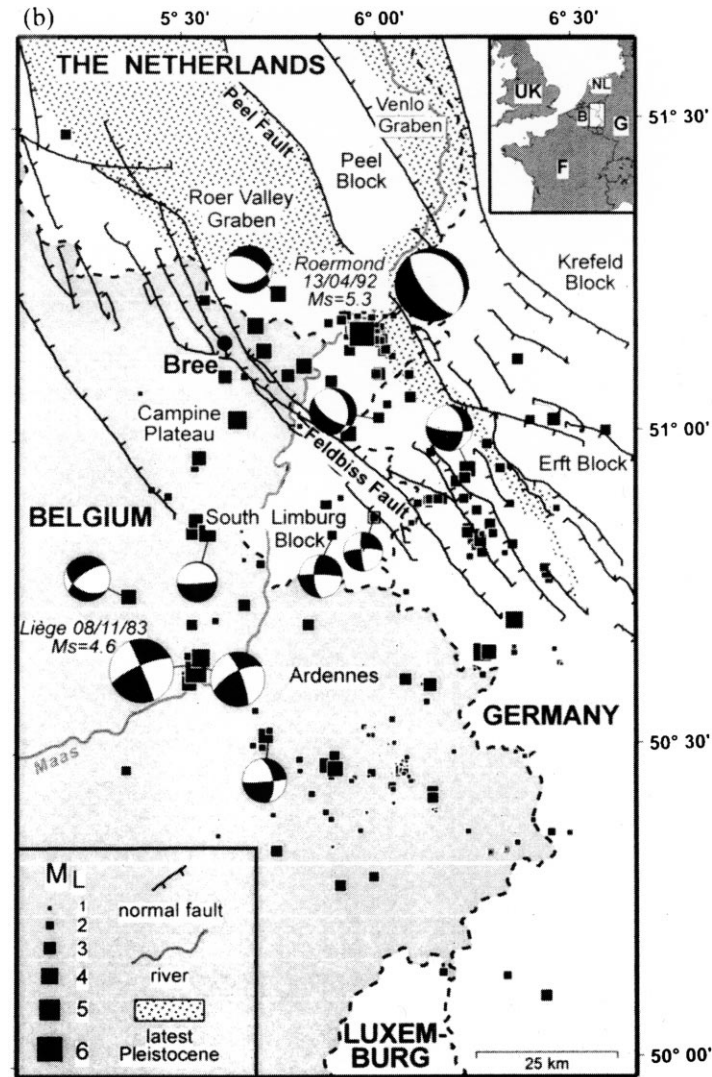 (b)
5° 30'
6° 00'
6° 30'
THE NETHERLANDS
Venlo
Graben
Peel Fault
Peel
Block
UK
NL
B
G
F
51° 30'
Roer Valley
Graben
Roermond
13/04/92
Ms=5.3
Krefeld
Block
Bree
Campine
Plateau
Feldbiss Fault
51° 00'
Erft Block
BELGIUM
South Limburg
Block
Liège 08/11/83
Ms=4.6
Ardennes
GERMANY
50° 30'
Maas
ML
1
2
3
4
5
6
normal fault
river
latest
Pleistocene
LUXEM-
BURG
25 km
50° 00'